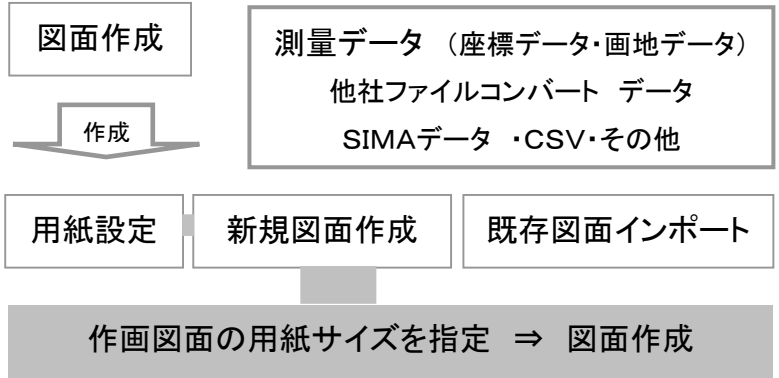 図面作成
測量データ （座標データ・画地データ）
他社ファイルコンバート データ
SIMAデータ ・CSV・その他
作成
用紙設定
新規図面作成
既存図面インポート
作画図面の用紙サイズを指定 ⇒ 図面作成